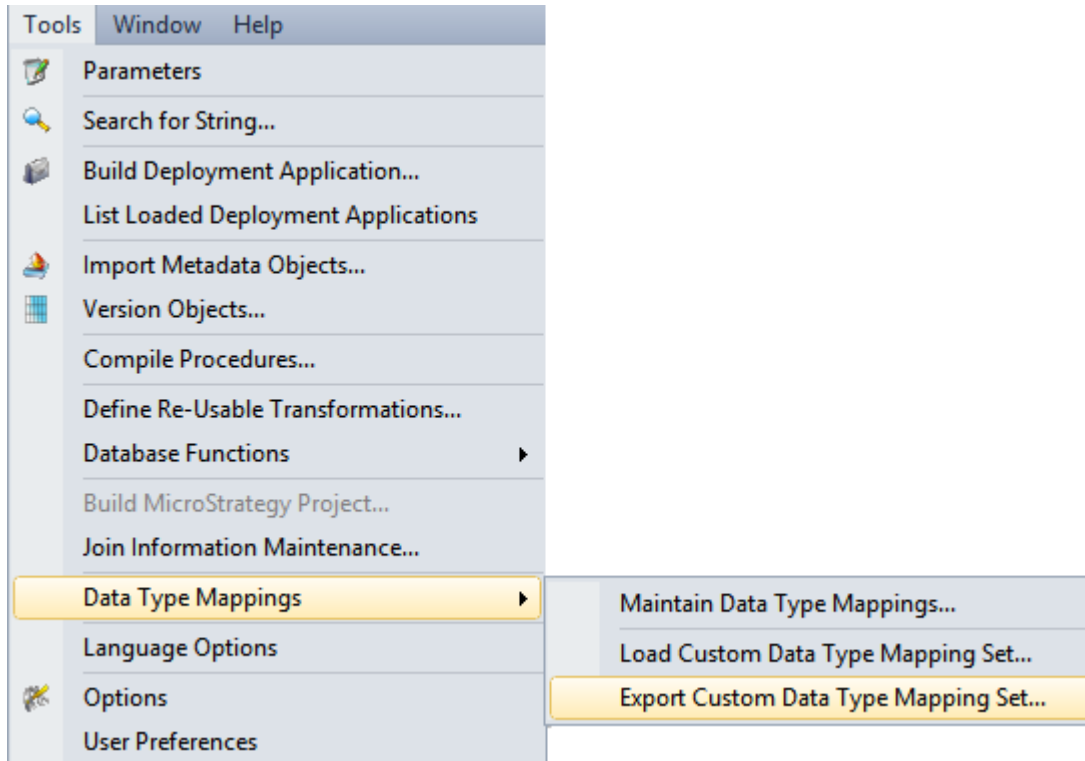 Tools Window Help
Parameters
Search for String...
Build Deployment Application...
List Loaded Deployment Applications
Import Metadata Objects...
Version Objects...
Compile Procedures...
Define Re-Usable Transformations...
Database Functions
Build MicroStrategy Project...
Join Information Maintenance...
Data Type Mappings
Maintain Data Type Mappings...
Load Custom Data Type Mapping Set...
Export Custom Data Type Mapping Set...
Language Options
Options
User Preferences